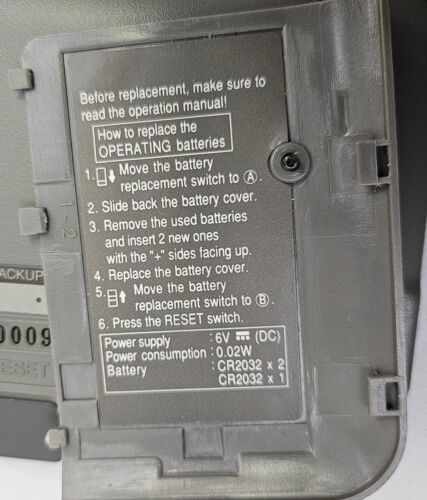 Before replacement, make sure to
read the operation manual!
How to replace the
OPERATING batteries
1. Move the battery
replacement switch to Ⓐ.
2. Slide back the battery cover.
3. Remove the used batteries
and insert 2 new ones
with the "+" sides facing up.
4. Replace the battery cover.
5. Move the battery
replacement switch to Ⓑ.
6. Press the RESET switch.
Power supply : 6V ⎓ (DC)
Power consumption : 0.02W
Battery : CR2032 x 2
CR2032 x 1
1-2
ACKUP
0009
ESET